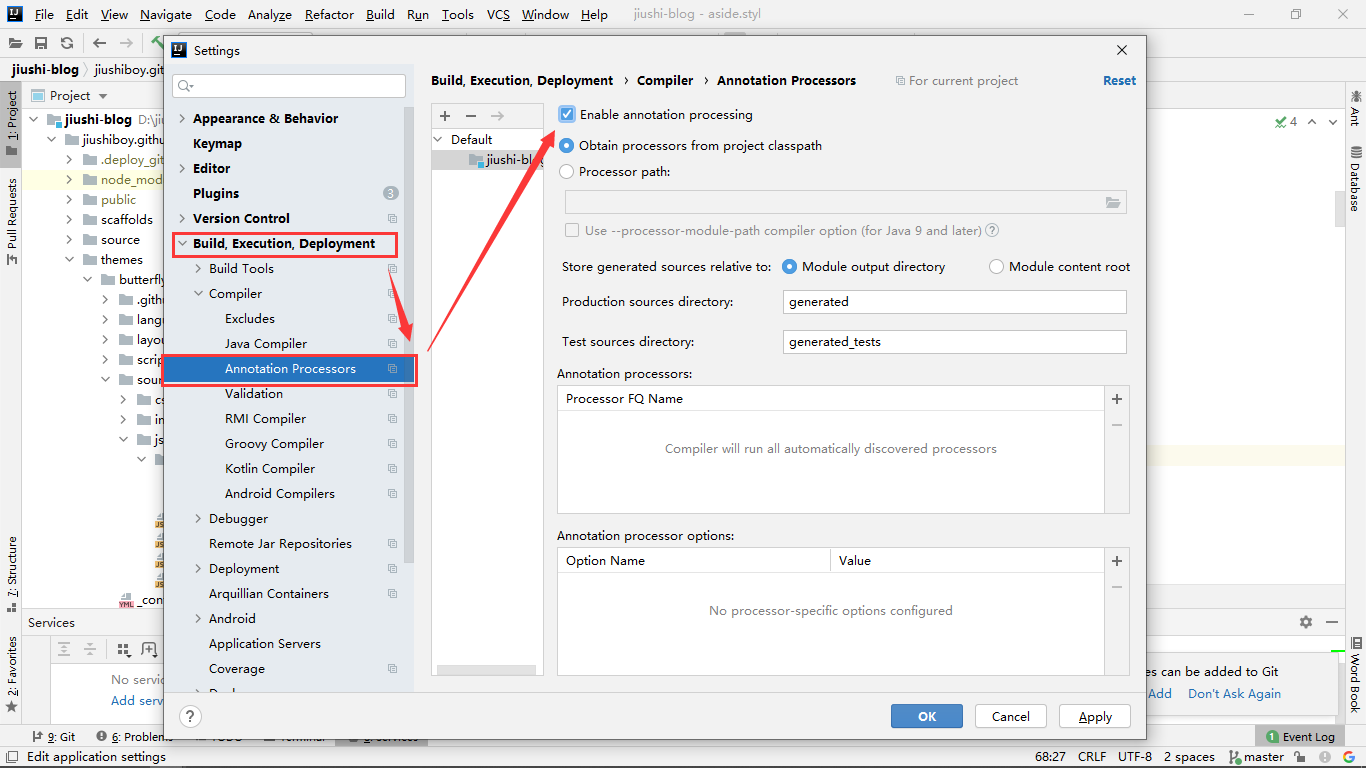 File Edit View Navigate Code Analyze Refactor Build Run Tools VCS Window Help jiushi-blog - aside.styl
jiushi-blog jiushiboy.git
Settings
Build, Execution, Deployment › Compiler › Annotation Processors For current project Reset
1: Project
Pull Requests
Z: Structure
2: Favorites
Project
jiushi-blog D:\ji
jiushiboy.githu
.deploy_git
node_mod
public
scaffolds
source
themes
butterfly
.gith
lang
layou
scrip
sour
cs
in
js
_con
Appearance & Behavior
Keymap
Editor
Plugins 3
Version Control
Build, Execution, Deployment
Build Tools
Compiler
Excludes
Java Compiler
Annotation Processors
Validation
RMI Compiler
Groovy Compiler
Kotlin Compiler
Android Compilers
Debugger
Remote Jar Repositories
Deployment
Arquillian Containers
Android
Application Servers
Coverage
Default
jiushi-blog
Enable annotation processing
Obtain processors from project classpath
Processor path:
Use --processor-module-path compiler option (for Java 9 and later)
Store generated sources relative to: Module output directory Module content root
Production sources directory: generated
Test sources directory: generated_tests
Annotation processors:
Processor FQ Name
Compiler will run all automatically discovered processors
Annotation processor options:
Option Name Value
No processor-specific options configured
OK Cancel Apply
4
Ant
Database
Word Book
Services
No servic
Add serv
es can be added to Git
Add Don't Ask Again
9: Git 6: Problems TODO Terminal 8: Services Event Log
1
Edit application settings 68:27 CRLF UTF-8 2 spaces master